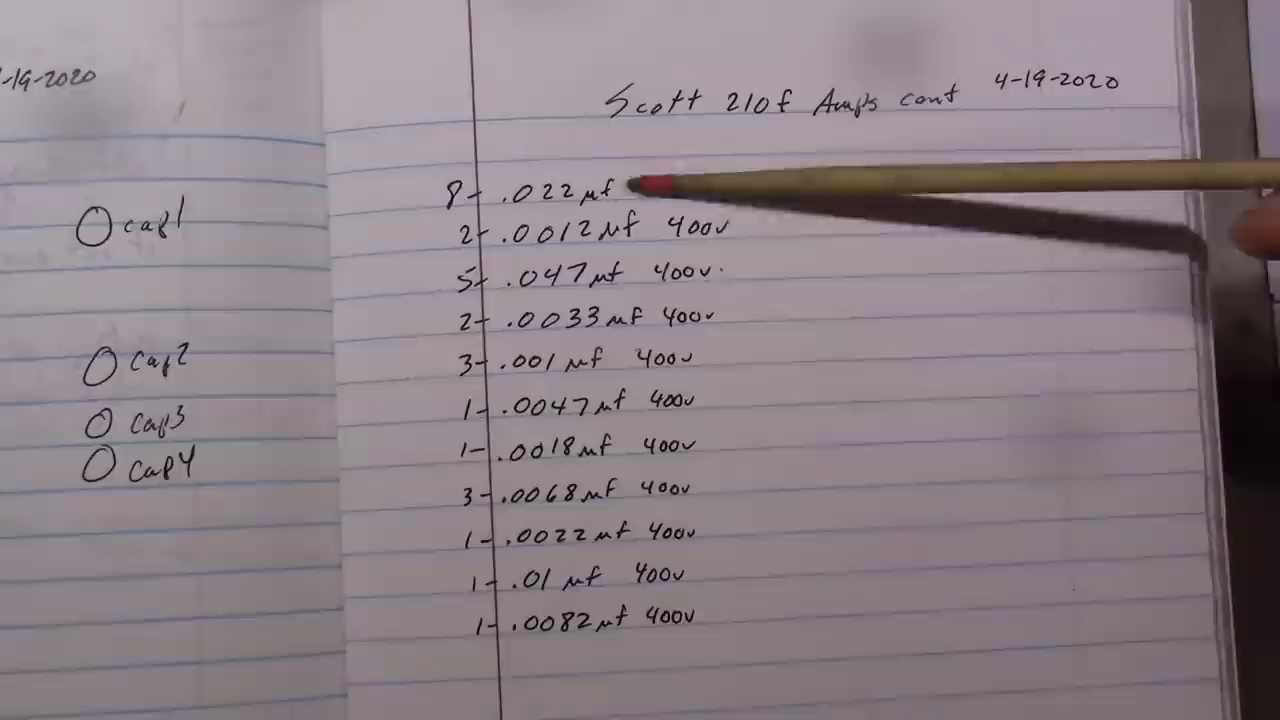 -19-2020
cap1
cap2
cap3
cap4
Scott 210f Amps cont 4-19-2020
8- .022 µf
2- .0012 µf 400v
5- .047 µf 400v.
2- .0033 µf 400v
3- .001 µf 400v
1- .0047 µf 400v
1- .0018 µf 400v
3- .0068 µf 400v
1- .0022 µf 400v
1- .01 µf 400v
1- .0082 µf 400v